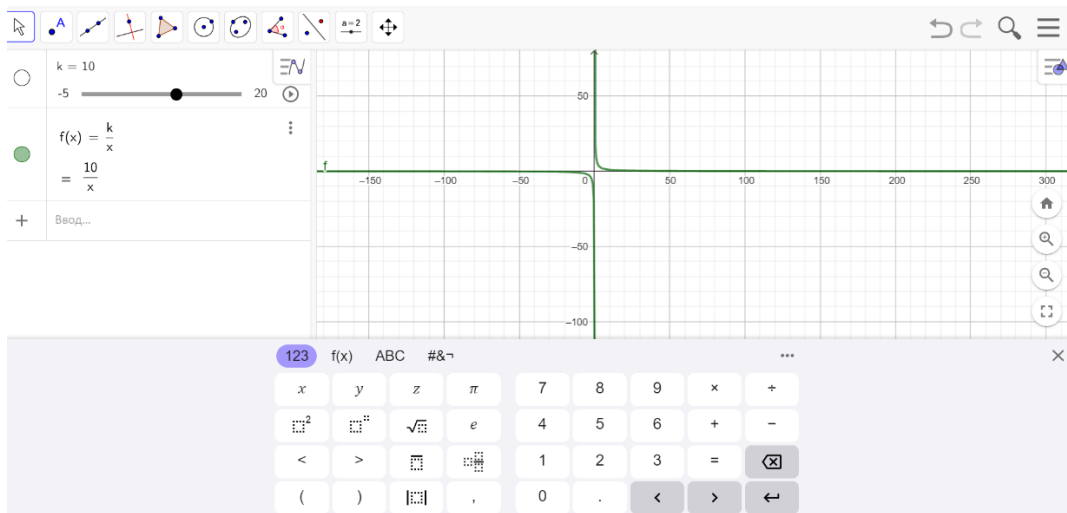 A
a = 2
k = 10
-5
20
f(x) = k/x
= 10/x
+
Ввод...
f
50
−150
−100
−50
0
50
100
150
200
250
300
−50
−100
123
f(x)
ABC
#&¬
x y z π 7 8 9 × ÷
2 √ e 4 5 6 + −
< > 1 2 3 =
( ) | | , 0 . < >